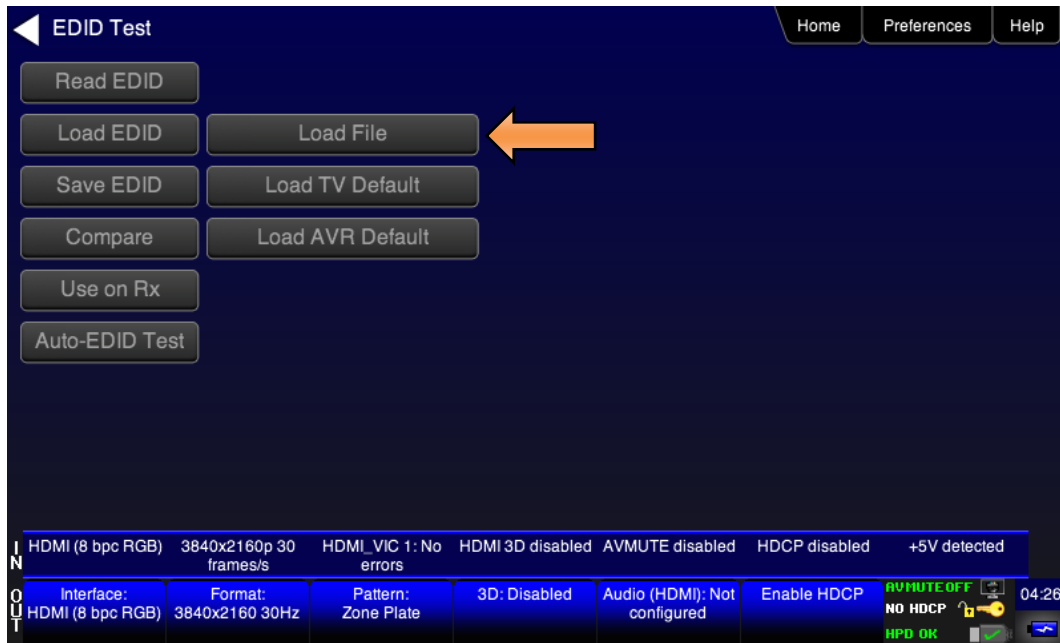 EDID Test
Home Preferences Help
Read EDID
Load EDID Load File
Save EDID Load TV Default
Compare Load AVR Default
Use on Rx
Auto-EDID Test
IN HDMI (8 bpc RGB) 3840x2160p 30 HDMI_VIC 1: No HDMI 3D disabled AVMUTE disabled HDCP disabled +5V detected
frames/s errors
OUT Interface: Format: Pattern: 3D: Disabled Audio (HDMI): Not Enable HDCP AVMUTE OFF 04:26
HDMI (8 bpc RGB) 3840x2160 30Hz Zone Plate configured NO HDCP
HPD OK